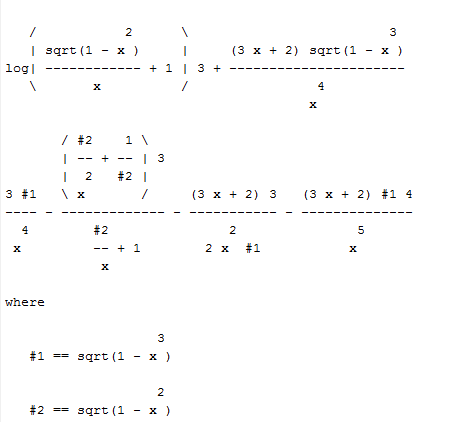 /            2      \                            3
| sqrt(1 - x )      |      (3 x + 2) sqrt(1 - x )
log| ------------- + 1 | 3 + -----------------------
\       x          /                 4
x
/ #2    1 \
| -- + -- | 3
|  2   #2 |
3 #1   \ x       /      (3 x + 2) 3   (3 x + 2) #1 4
---- - ------------- - ----------- - --------------
4       #2               2                5
x        -- + 1        2 x  #1            x
x
where
3
#1 == sqrt(1 - x )
2
#2 == sqrt(1 - x )